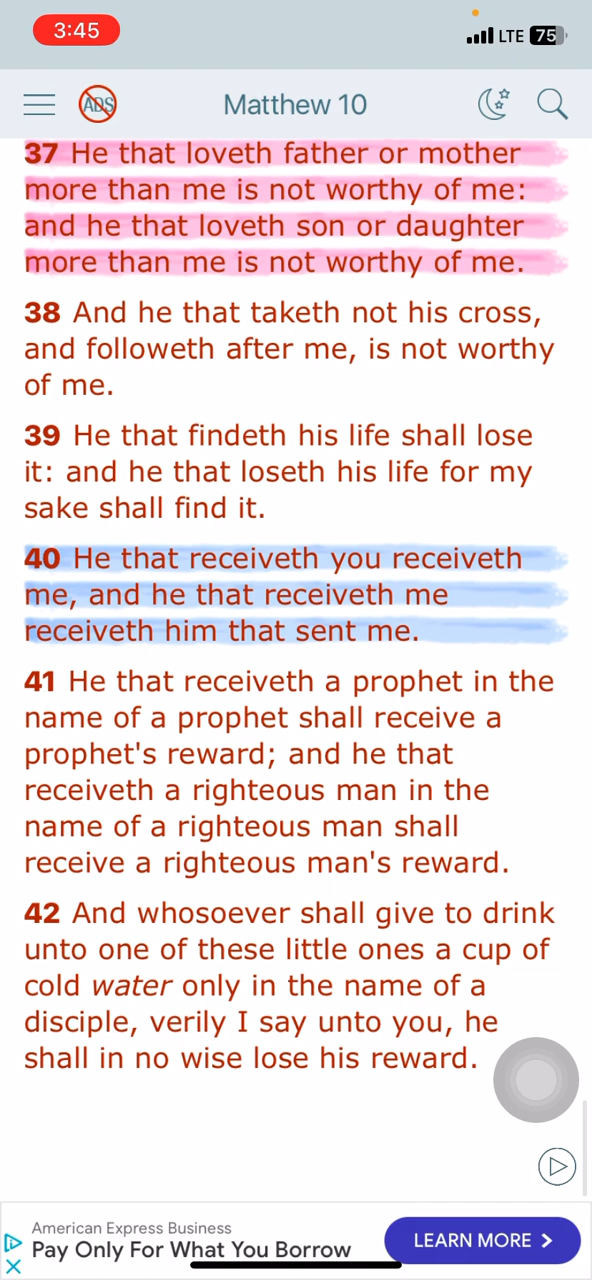 3:45
LTE 75
ADS
Matthew 10
37 He that loveth father or mother
more than me is not worthy of me:
and he that loveth son or daughter
more than me is not worthy of me.
38 And he that taketh not his cross,
and followeth after me, is not worthy
of me.
39 He that findeth his life shall lose
it: and he that loseth his life for my
sake shall find it.
40 He that receiveth you receiveth
me, and he that receiveth me
receiveth him that sent me.
41 He that receiveth a prophet in the
name of a prophet shall receive a
prophet's reward; and he that
receiveth a righteous man in the
name of a righteous man shall
receive a righteous man's reward.
42 And whosoever shall give to drink
unto one of these little ones a cup of
cold water only in the name of a
disciple, verily I say unto you, he
shall in no wise lose his reward.
American Express Business
Pay Only For What You Borrow
LEARN MORE